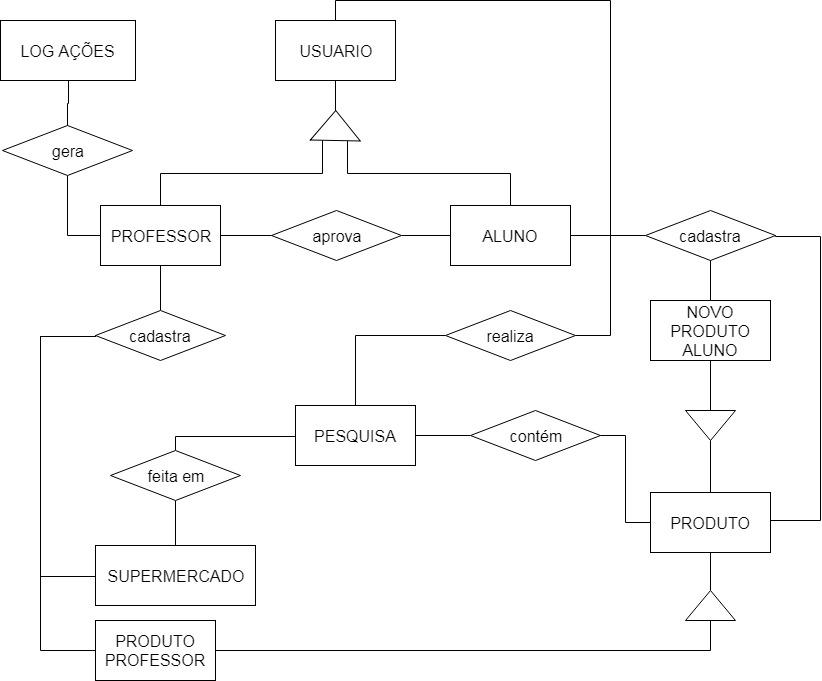 LOG AÇÕES
USUARIO
gera
PROFESSOR
aprova
ALUNO
cadastra
cadastra
realiza
NOVO
PRODUTO
ALUNO
PESQUISA
contém
feita em
PRODUTO
SUPERMERCADO
PRODUTO
PROFESSOR